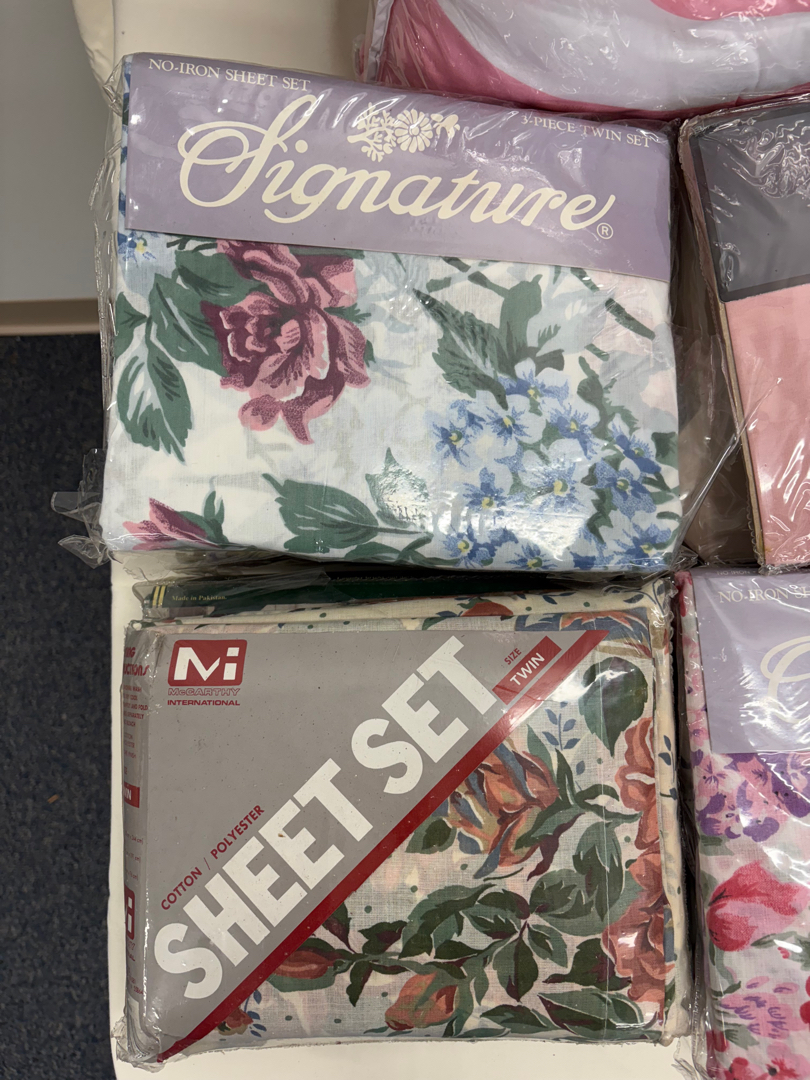 NO-IRON SHEET SET
3-PIECE TWIN SET
Signature®
Made in Pakistan
Mi
McCARTHY
INTERNATIONAL
SIZE
TWIN
COTTON / POLYESTER
SHEET SET
NO-IRON